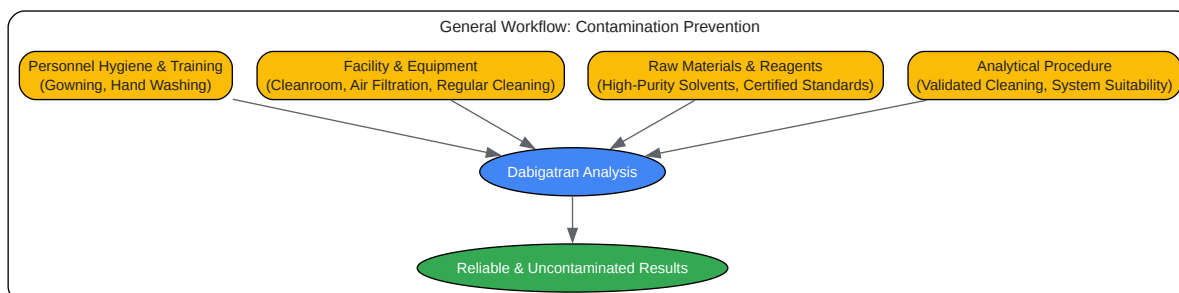 General Workflow: Contamination Prevention
Personnel Hygiene & Training
(Gowning, Hand Washing)
Facility & Equipment
(Cleanroom, Air Filtration, Regular Cleaning)
Raw Materials & Reagents
(High-Purity Solvents, Certified Standards)
Analytical Procedure
(Validated Cleaning, System Suitability)
Dabigatran Analysis
Reliable & Uncontaminated Results